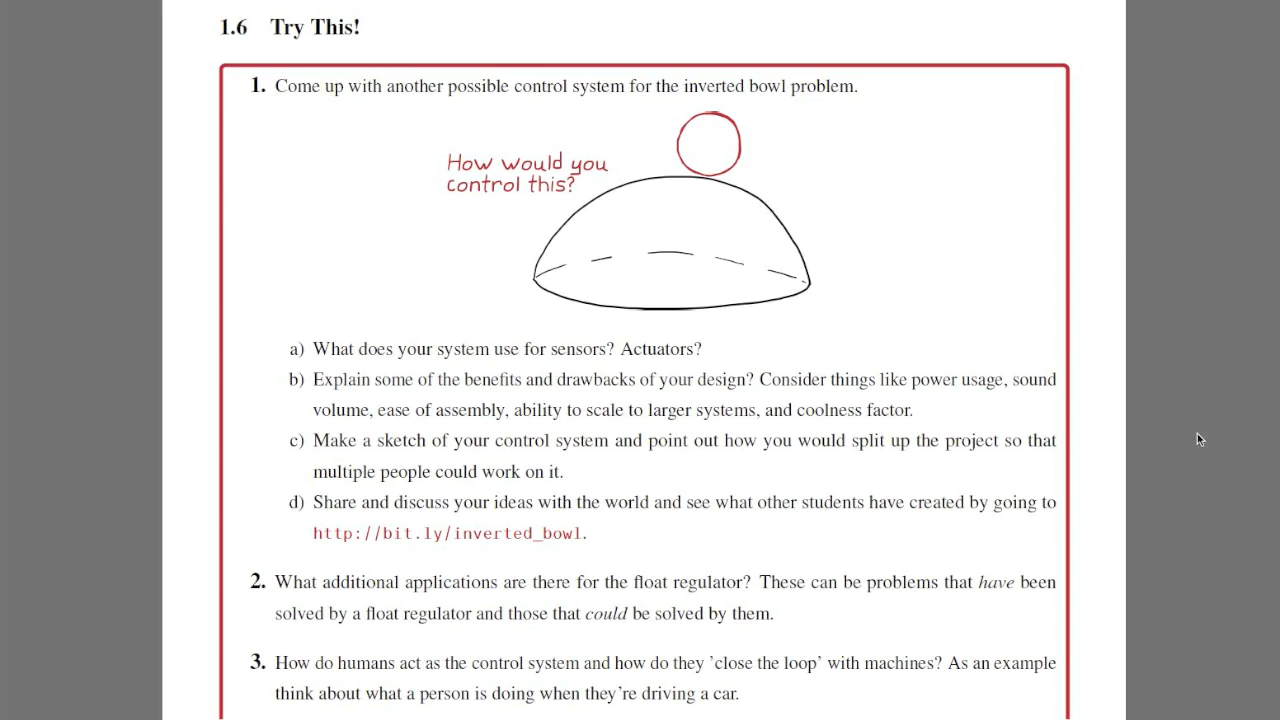 1.6 Try This!
1. Come up with another possible control system for the inverted bowl problem.
How would you
control this?
a) What does your system use for sensors? Actuators?
b) Explain some of the benefits and drawbacks of your design? Consider things like power usage, sound
volume, ease of assembly, ability to scale to larger systems, and coolness factor.
c) Make a sketch of your control system and point out how you would split up the project so that
multiple people could work on it.
d) Share and discuss your ideas with the world and see what other students have created by going to
http://bit.ly/inverted_bowl.
2. What additional applications are there for the float regulator? These can be problems that have been
solved by a float regulator and those that could be solved by them.
3. How do humans act as the control system and how do they ’close the loop’ with machines? As an example
think about what a person is doing when they’re driving a car.